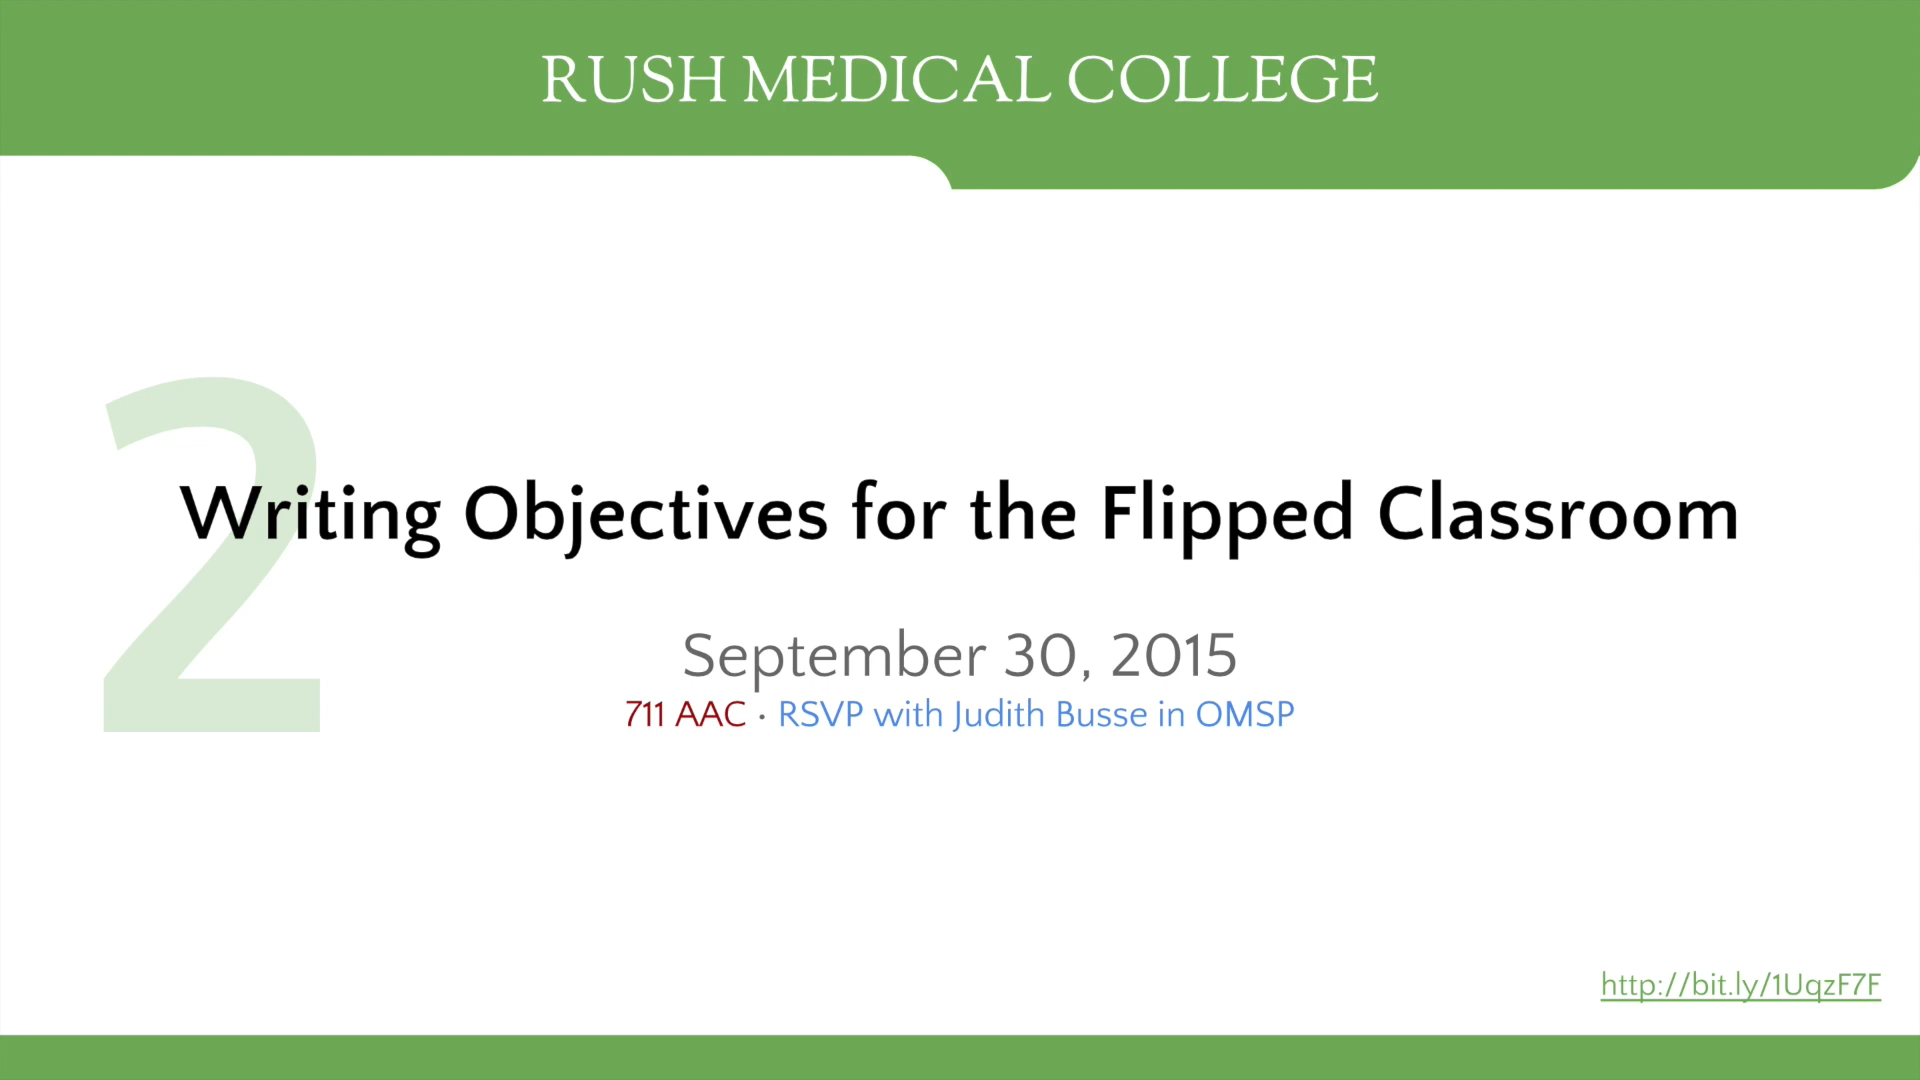 RUSH MEDICAL COLLEGE
2
Writing Objectives for the Flipped Classroom
September 30, 2015
711 AAC · RSVP with Judith Busse in OMSP
http://bit.ly/1UqzF7F